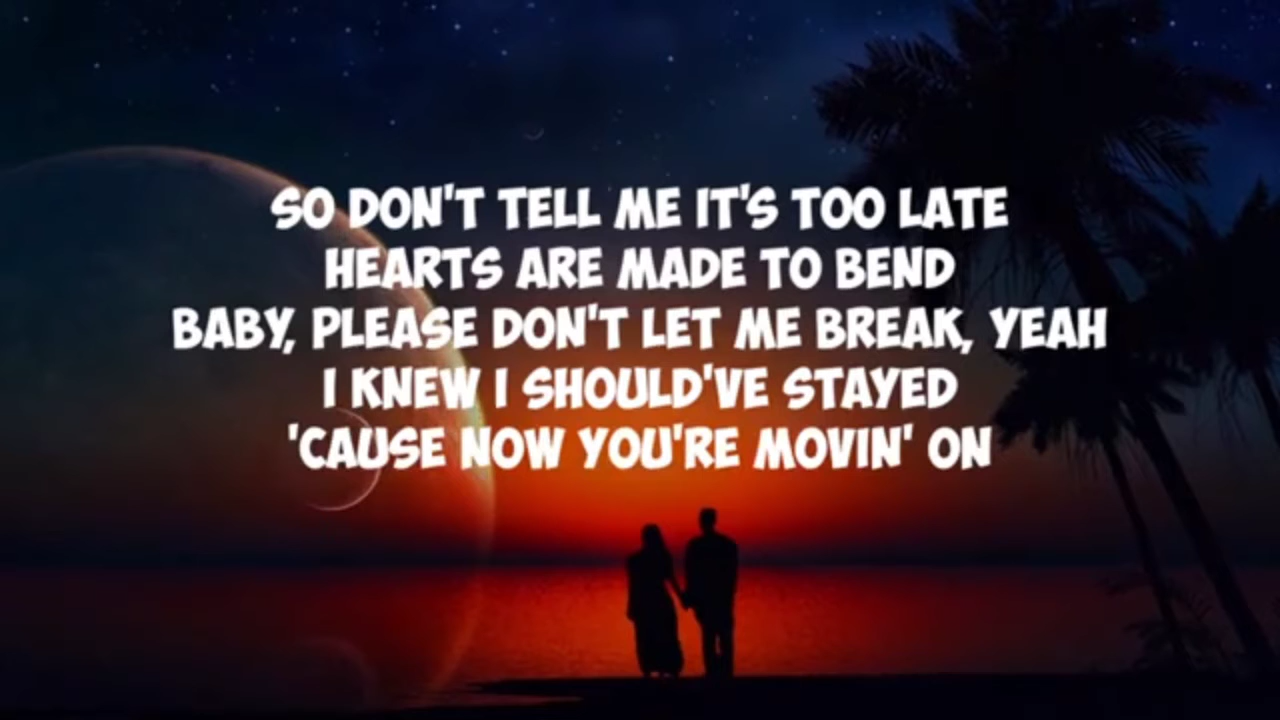 SO DON'T TELL ME IT'S TOO LATE
HEARTS ARE MADE TO BEND
BABY, PLEASE DON'T LET ME BREAK, YEAH
I KNEW I SHOULD'VE STAYED
'CAUSE NOW YOU'RE MOVIN' ON